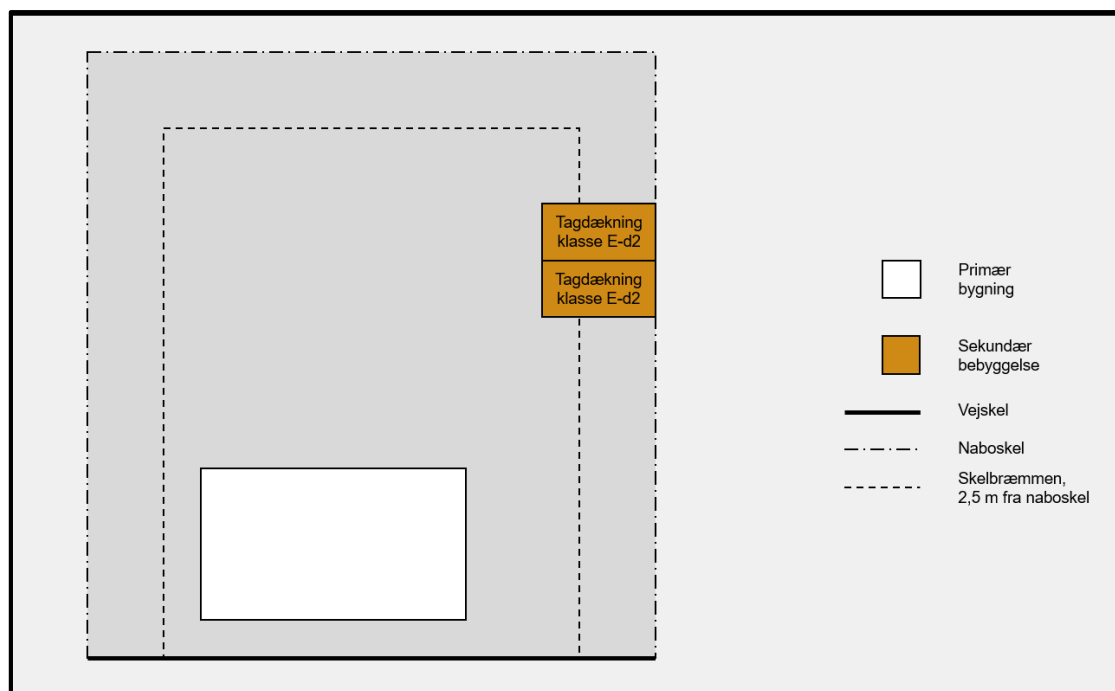 Tagdækning
klasse E-d2
Tagdækning
klasse E-d2
Primær
bygning
Sekundær
bebyggelse
Vejskel
Naboskel
Skelbræmmen,
2,5 m fra naboskel